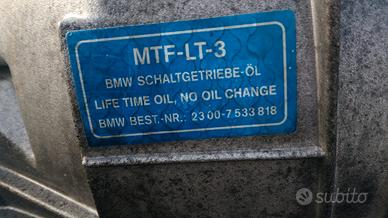 MTF-LT-3
BMW SCHALTGETRIEBE-ÖL
LIFE TIME OIL, NO OIL CHANGE
BMW BEST.-NR.: 23 00-7 533 818
subito